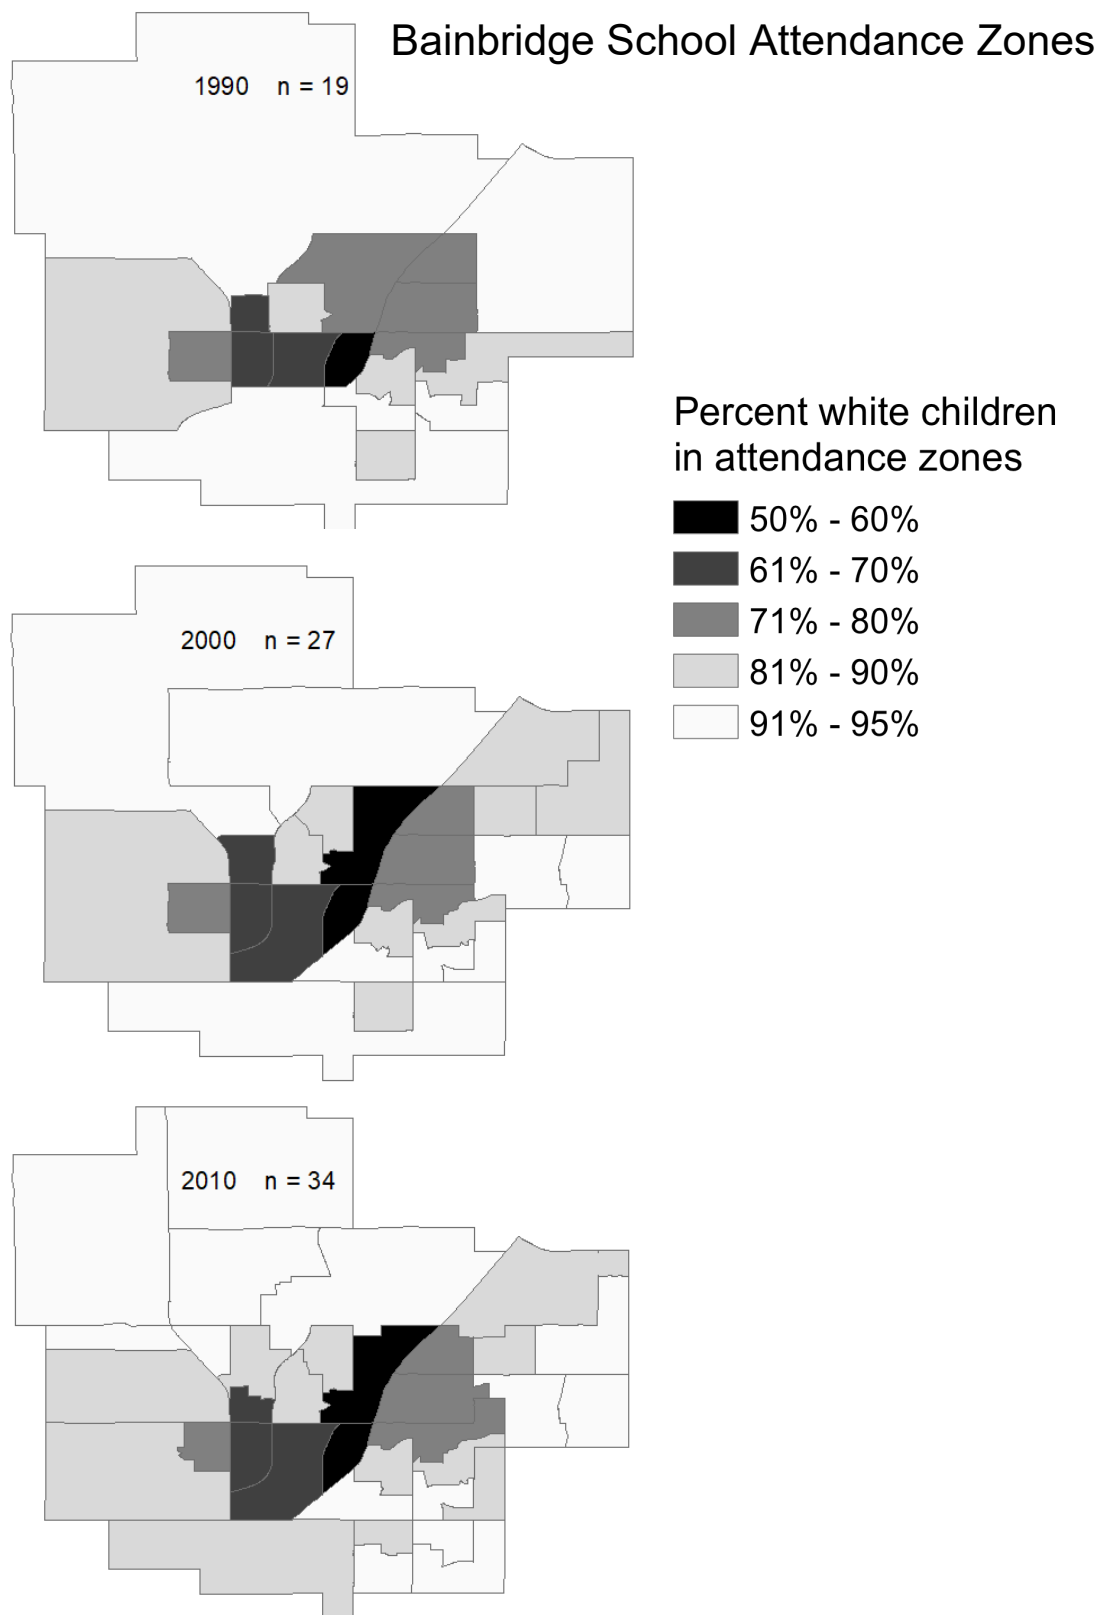 Bainbridge School Attendance Zones
1990 n = 19
Percent white children
in attendance zones
50% - 60%
61% - 70%
71% - 80%
81% - 90%
91% - 95%
2000 n = 27
2010 n = 34